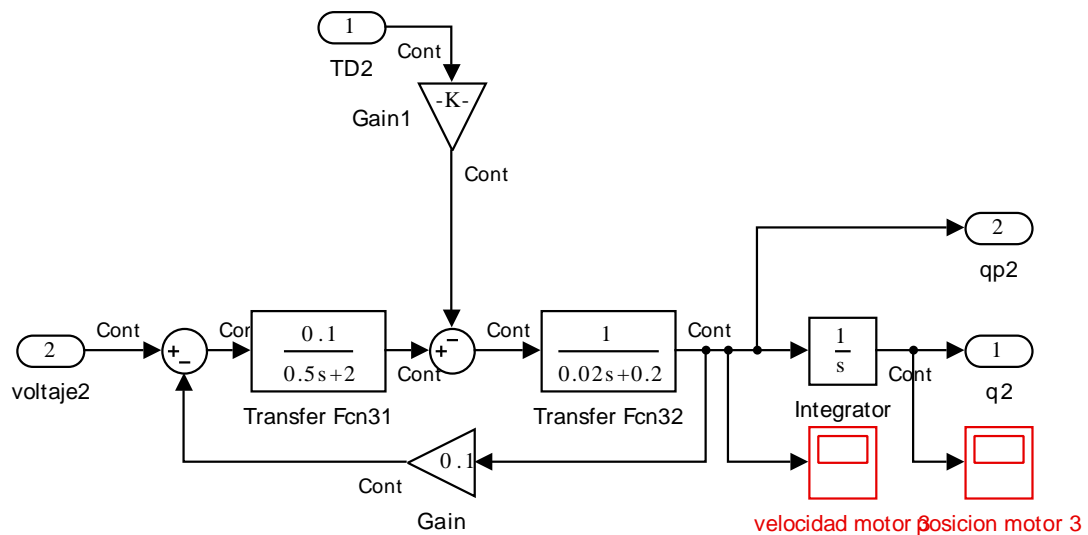 1
Cont
TD2
-K-
Gain1
Cont
2
qp2
Cont
2
voltaje2
+
−
Cor
0.1
0.5s+2
Transfer Fcn31
Cont
+
−
Cont
1
0.02s+0.2
Transfer Fcn32
Cont
1
s
Integrator
Cont
1
q2
0.1
Cont
Gain
velocidad motor 3
posicion motor 3